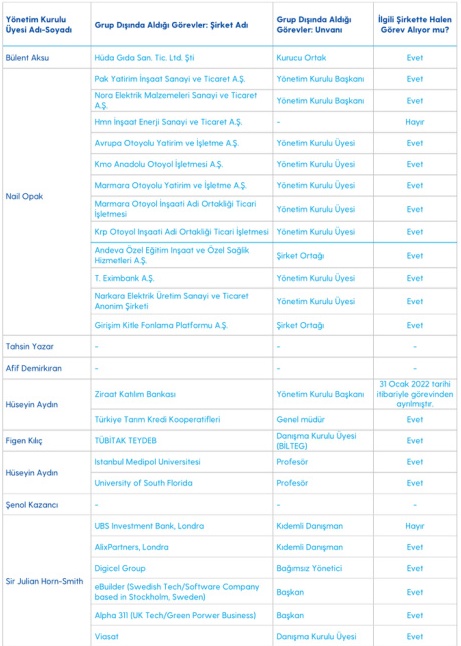 Yönetim Kurulu
Üyesi Adı-Soyadı
Grup Dışında Aldığı Görevler: Şirket Adı
Grup Dışında Aldığı
Görevler: Unvanı
İlgili Şirkette Halen
Görev Alıyor mu?
Bülent Aksu
Hüda Gıda San. Tic. Ltd. Şti
Kurucu Ortak
Evet
Nail Opak
Pak Yatirim İnşaat Sanayi ve Ticaret A.Ş.
Yönetim Kurulu Başkanı
Evet
Nora Elektrik Malzemeleri Sanayi ve Ticaret
A.Ş.
Yönetim Kurulu Başkanı
Evet
Hmn İnşaat Enerji Sanayi ve Ticaret A.Ş.
-
Hayır
Avrupa Otoyolu Yatirim ve İşletme A.Ş.
Yönetim Kurulu Üyesi
Evet
Kmo Anadolu Otoyol İşletmesi A.Ş.
Yönetim Kurulu Üyesi
Evet
Marmara Otoyolu Yatirim ve İşletme A.Ş.
Yönetim Kurulu Üyesi
Evet
Marmara Otoyol İnşaati Adi Ortakliği Ticari
İşletmesi
Yönetim Kurulu Üyesi
Evet
Krp Otoyol Inşaati Adi Ortakliği Ticari İşletmesi
Yönetim Kurulu Üyesi
Evet
Andeva Özel Eğitim Inşaat ve Özel Sağlik
Hizmetleri A.Ş.
Şirket Ortağı
Evet
T. Eximbank A.Ş.
Yönetim Kurulu Üyesi
Evet
Narkara Elektrik Üretim Sanayi ve Ticaret
Anonim Şirketi
Yönetim Kurulu Üyesi
Evet
Girişim Kitle Fonlama Platformu A.Ş.
Şirket Ortağı
Evet
Tahsin Yazar
-
-
-
Afif Demirkıran
-
-
-
Hüseyin Aydın
Ziraat Katılım Bankası
Yönetim Kurulu Başkanı
31 Ocak 2022 tarihi
itibariyle görevinden
ayrılmıştır.
Türkiye Tarım Kredi Kooperatifleri
Genel müdür
Evet
Figen Kılıç
TÜBİTAK TEYDEB
Danışma Kurulu Üyesi
(BİLTEG)
Evet
Hüseyin Aydın
Istanbul Medipol Universitesi
Profesör
Evet
University of South Florida
Profesör
Evet
Şenol Kazancı
-
-
-
Sir Julian Horn-Smith
UBS Investment Bank, Londra
Kıdemli Danışman
Hayır
AlixPartners, Londra
Kıdemli Danışman
Evet
Digicel Group
Bağımsız Yönetici
Evet
eBuilder (Swedish Tech/Software Company
based in Stockholm, Sweden)
Başkan
Evet
Alpha 311 (UK Tech/Green Porwer Business)
Başkan
Evet
Viasat
Danışma Kurulu Üyesi
Evet